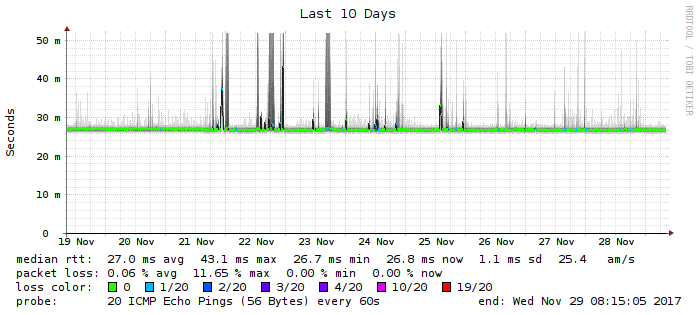 Last 10 Days
RRDTOOL / TOBI OETIKER
Seconds
50 m
40 m
30 m
20 m
10 m
0
19 Nov 20 Nov 21 Nov 22 Nov 23 Nov 24 Nov 25 Nov 26 Nov 27 Nov 28 Nov
median rtt: 27.0 ms avg 43.1 ms max 26.7 ms min 26.8 ms now 1.1 ms sd 25.4 am/s
packet loss: 0.06 % avg 11.65 % max 0.00 % min 0.00 % now
loss color: 0 1/20 2/20 3/20 4/20 10/20 19/20
probe: 20 ICMP Echo Pings (56 Bytes) every 60s end: Wed Nov 29 08:15:05 2017